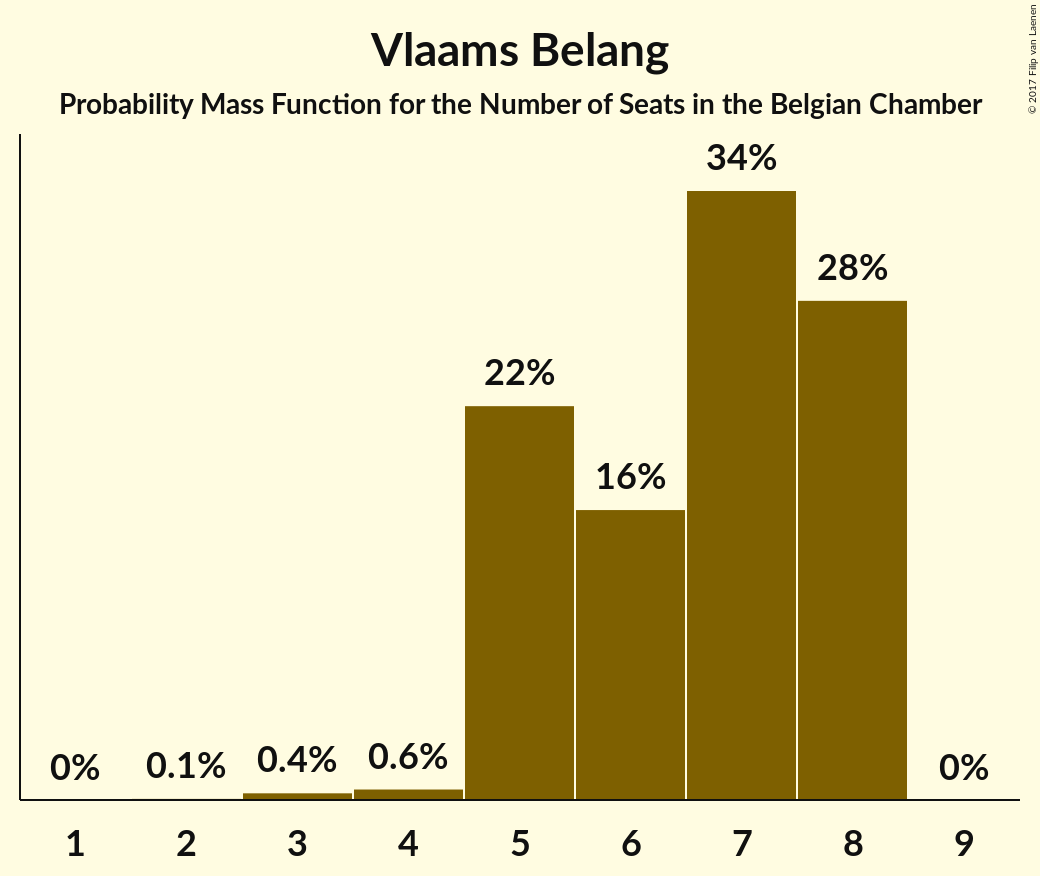 Vlaams Belang
Probability Mass Function for the Number of Seats in the Belgian Chamber
© 2017 Filip van Laenen
34%
28%
22%
16%
0%
0.1%
0.4%
0.6%
0%
1 2 3 4 5 6 7 8 9